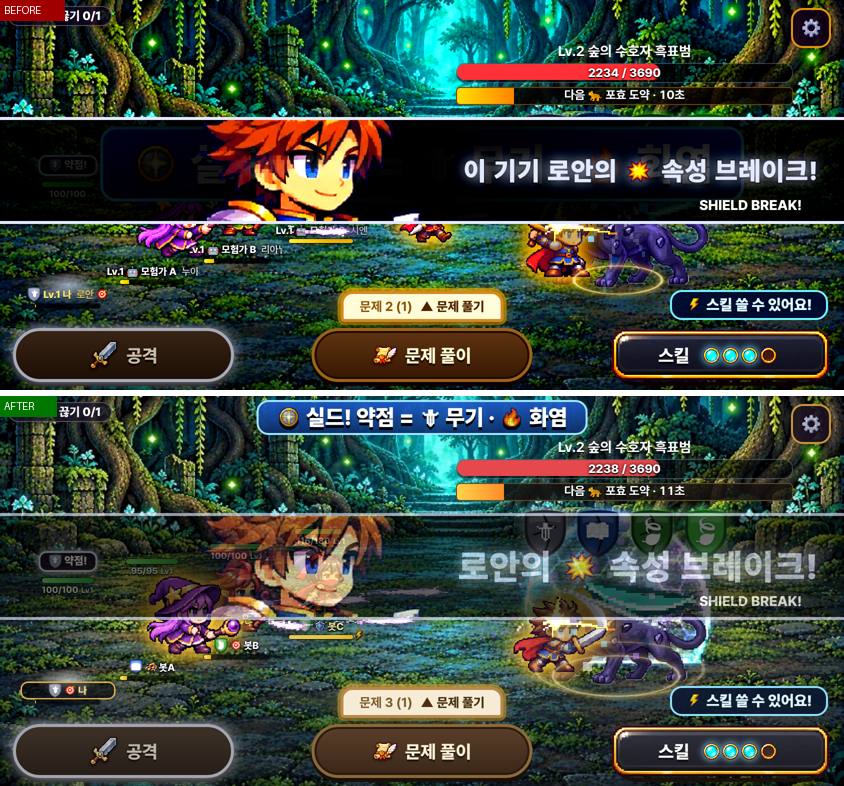 BEFORE
끊기 0/1
Lv.2 숲의 수호자 흑표범
2234 / 3690
다음 포효 도약 · 10초
약점!
100/100
이 기기 로안의 속성 브레이크!
SHIELD BREAK!
Lv.1 모험가 B
Lv.1 모험가 A 누아
Lv.1 나 로안
문제 2 (1) ▲ 문제 풀기
스킬 쓸 수 있어요!
공격
문제 풀이
스킬
AFTER
끊기 0/1
실드! 약점 = 무기 · 화염
Lv.2 숲의 수호자 흑표범
2238 / 3690
다음 포효 도약 · 11초
약점!
100/100 Lv1
95/95 Lv1
100/100 Lv1
로안의 속성 브레이크!
SHIELD BREAK!
봇C
봇B
봇A
나
문제 3 (1) ▲ 문제 풀기
스킬 쓸 수 있어요!
공격
문제 풀이
스킬